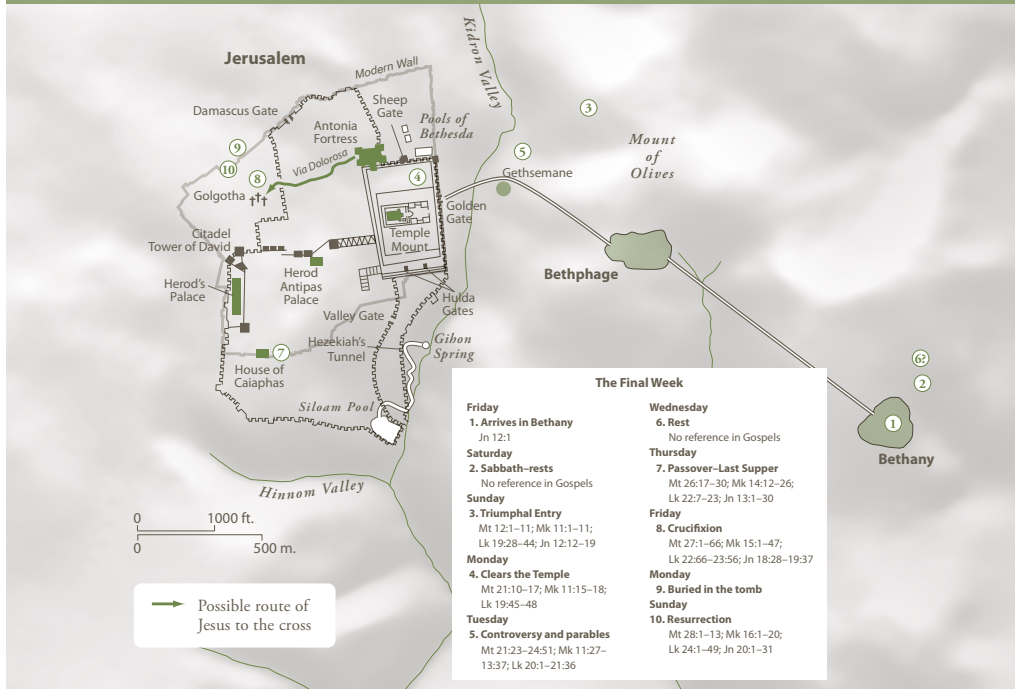 Jerusalem
Modern Wall
Kidron Valley
Damascus Gate
Sheep
Gate
Pools of
Bethesda
Antonia
Fortress
3
Mount
of
Olives
9
10
8
Via Dolorosa
4
5
Gethsemane
Golgotha
Golden
Gate
Temple
Mount
Citadel
Tower of David
Bethphage
Herod's
Palace
Herod
Antipas
Palace
Hulda
Gates
Valley Gate
Hezekiah's
Tunnel
Gihon
Spring
7
House of
Caiaphas
Siloam Pool
6?
2
1
Bethany
Hinnom Valley
0 1000 ft.
0 500 m.
Possible route of
Jesus to the cross
The Final Week
Friday
1. Arrives in Bethany
Jn 12:1
Saturday
2. Sabbath–rests
No reference in Gospels
Sunday
3. Triumphal Entry
Mt 12:1–11; Mk 11:1–11;
Lk 19:28–44; Jn 12:12–19
Monday
4. Clears the Temple
Mt 21:10–17; Mk 11:15–18;
Lk 19:45–48
Tuesday
5. Controversy and parables
Mt 21:23–24:51; Mk 11:27–
13:37; Lk 20:1–21:36
Wednesday
6. Rest
No reference in Gospels
Thursday
7. Passover–Last Supper
Mt 26:17–30; Mk 14:12–26;
Lk 22:7–23; Jn 13:1–30
Friday
8. Crucifixion
Mt 27:1–66; Mk 15:1–47;
Lk 22:66–23:56; Jn 18:28–19:37
Monday
9. Buried in the tomb
Sunday
10. Resurrection
Mt 28:1–13; Mk 16:1–20;
Lk 24:1–49; Jn 20:1–31